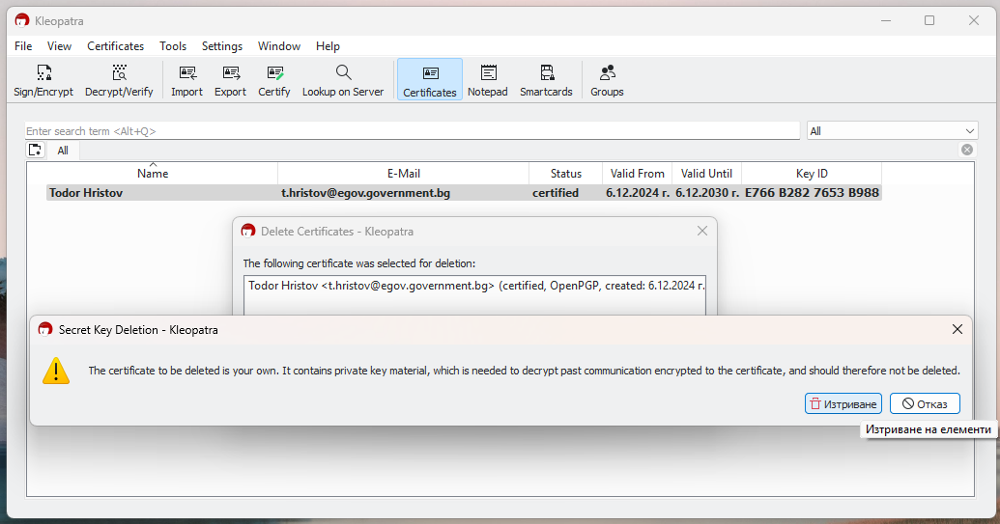 Kleopatra
File View Certificates Tools Settings Window Help
Sign/Encrypt Decrypt/Verify Import Export Certify Lookup on Server Certificates Notepad Smartcards Groups
Enter search term <Alt+Q> All
All
Name E-Mail Status Valid From Valid Until Key ID
Todor Hristov t.hristov@egov.government.bg certified 6.12.2024 г. 6.12.2030 г. E766 B282 7653 B988
Delete Certificates - Kleopatra
The following certificate was selected for deletion:
Todor Hristov <t.hristov@egov.government.bg> (certified, OpenPGP, created: 6.12.2024 г.
Secret Key Deletion - Kleopatra
The certificate to be deleted is your own. It contains private key material, which is needed to decrypt past communication encrypted to the certificate, and should therefore not be deleted.
Изтриване Отказ
Изтриване на елементи